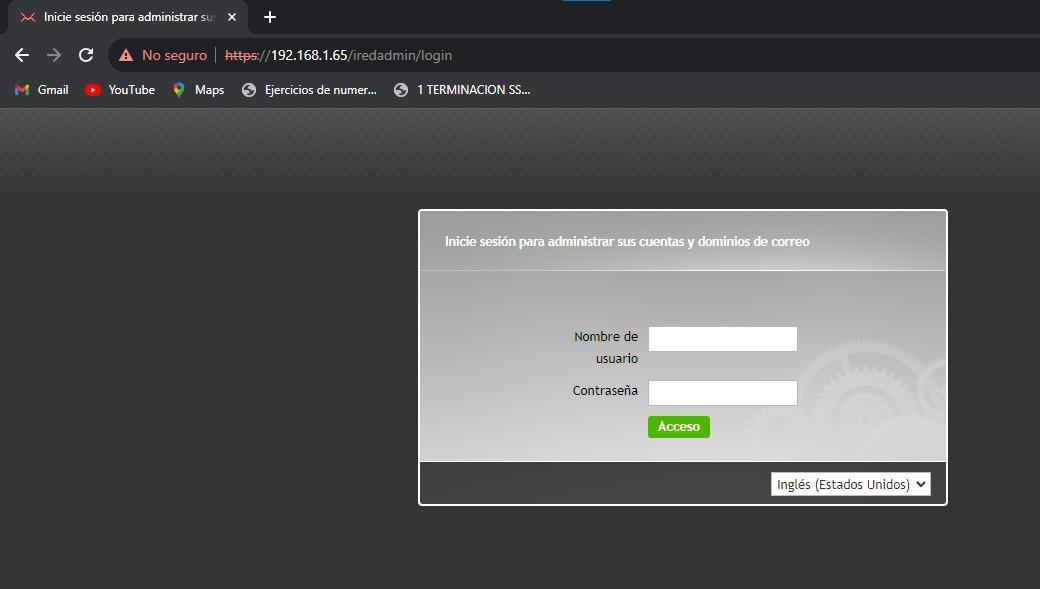 Inicie sesión para administrar su
No seguro https://192.168.1.65/iredadmin/login
Gmail YouTube Maps Ejercicios de numer... 1 TERMINACION SS...
Inicie sesión para administrar sus cuentas y dominios de correo
Nombre de
usuario
Contraseña
Acceso
Inglés (Estados Unidos)